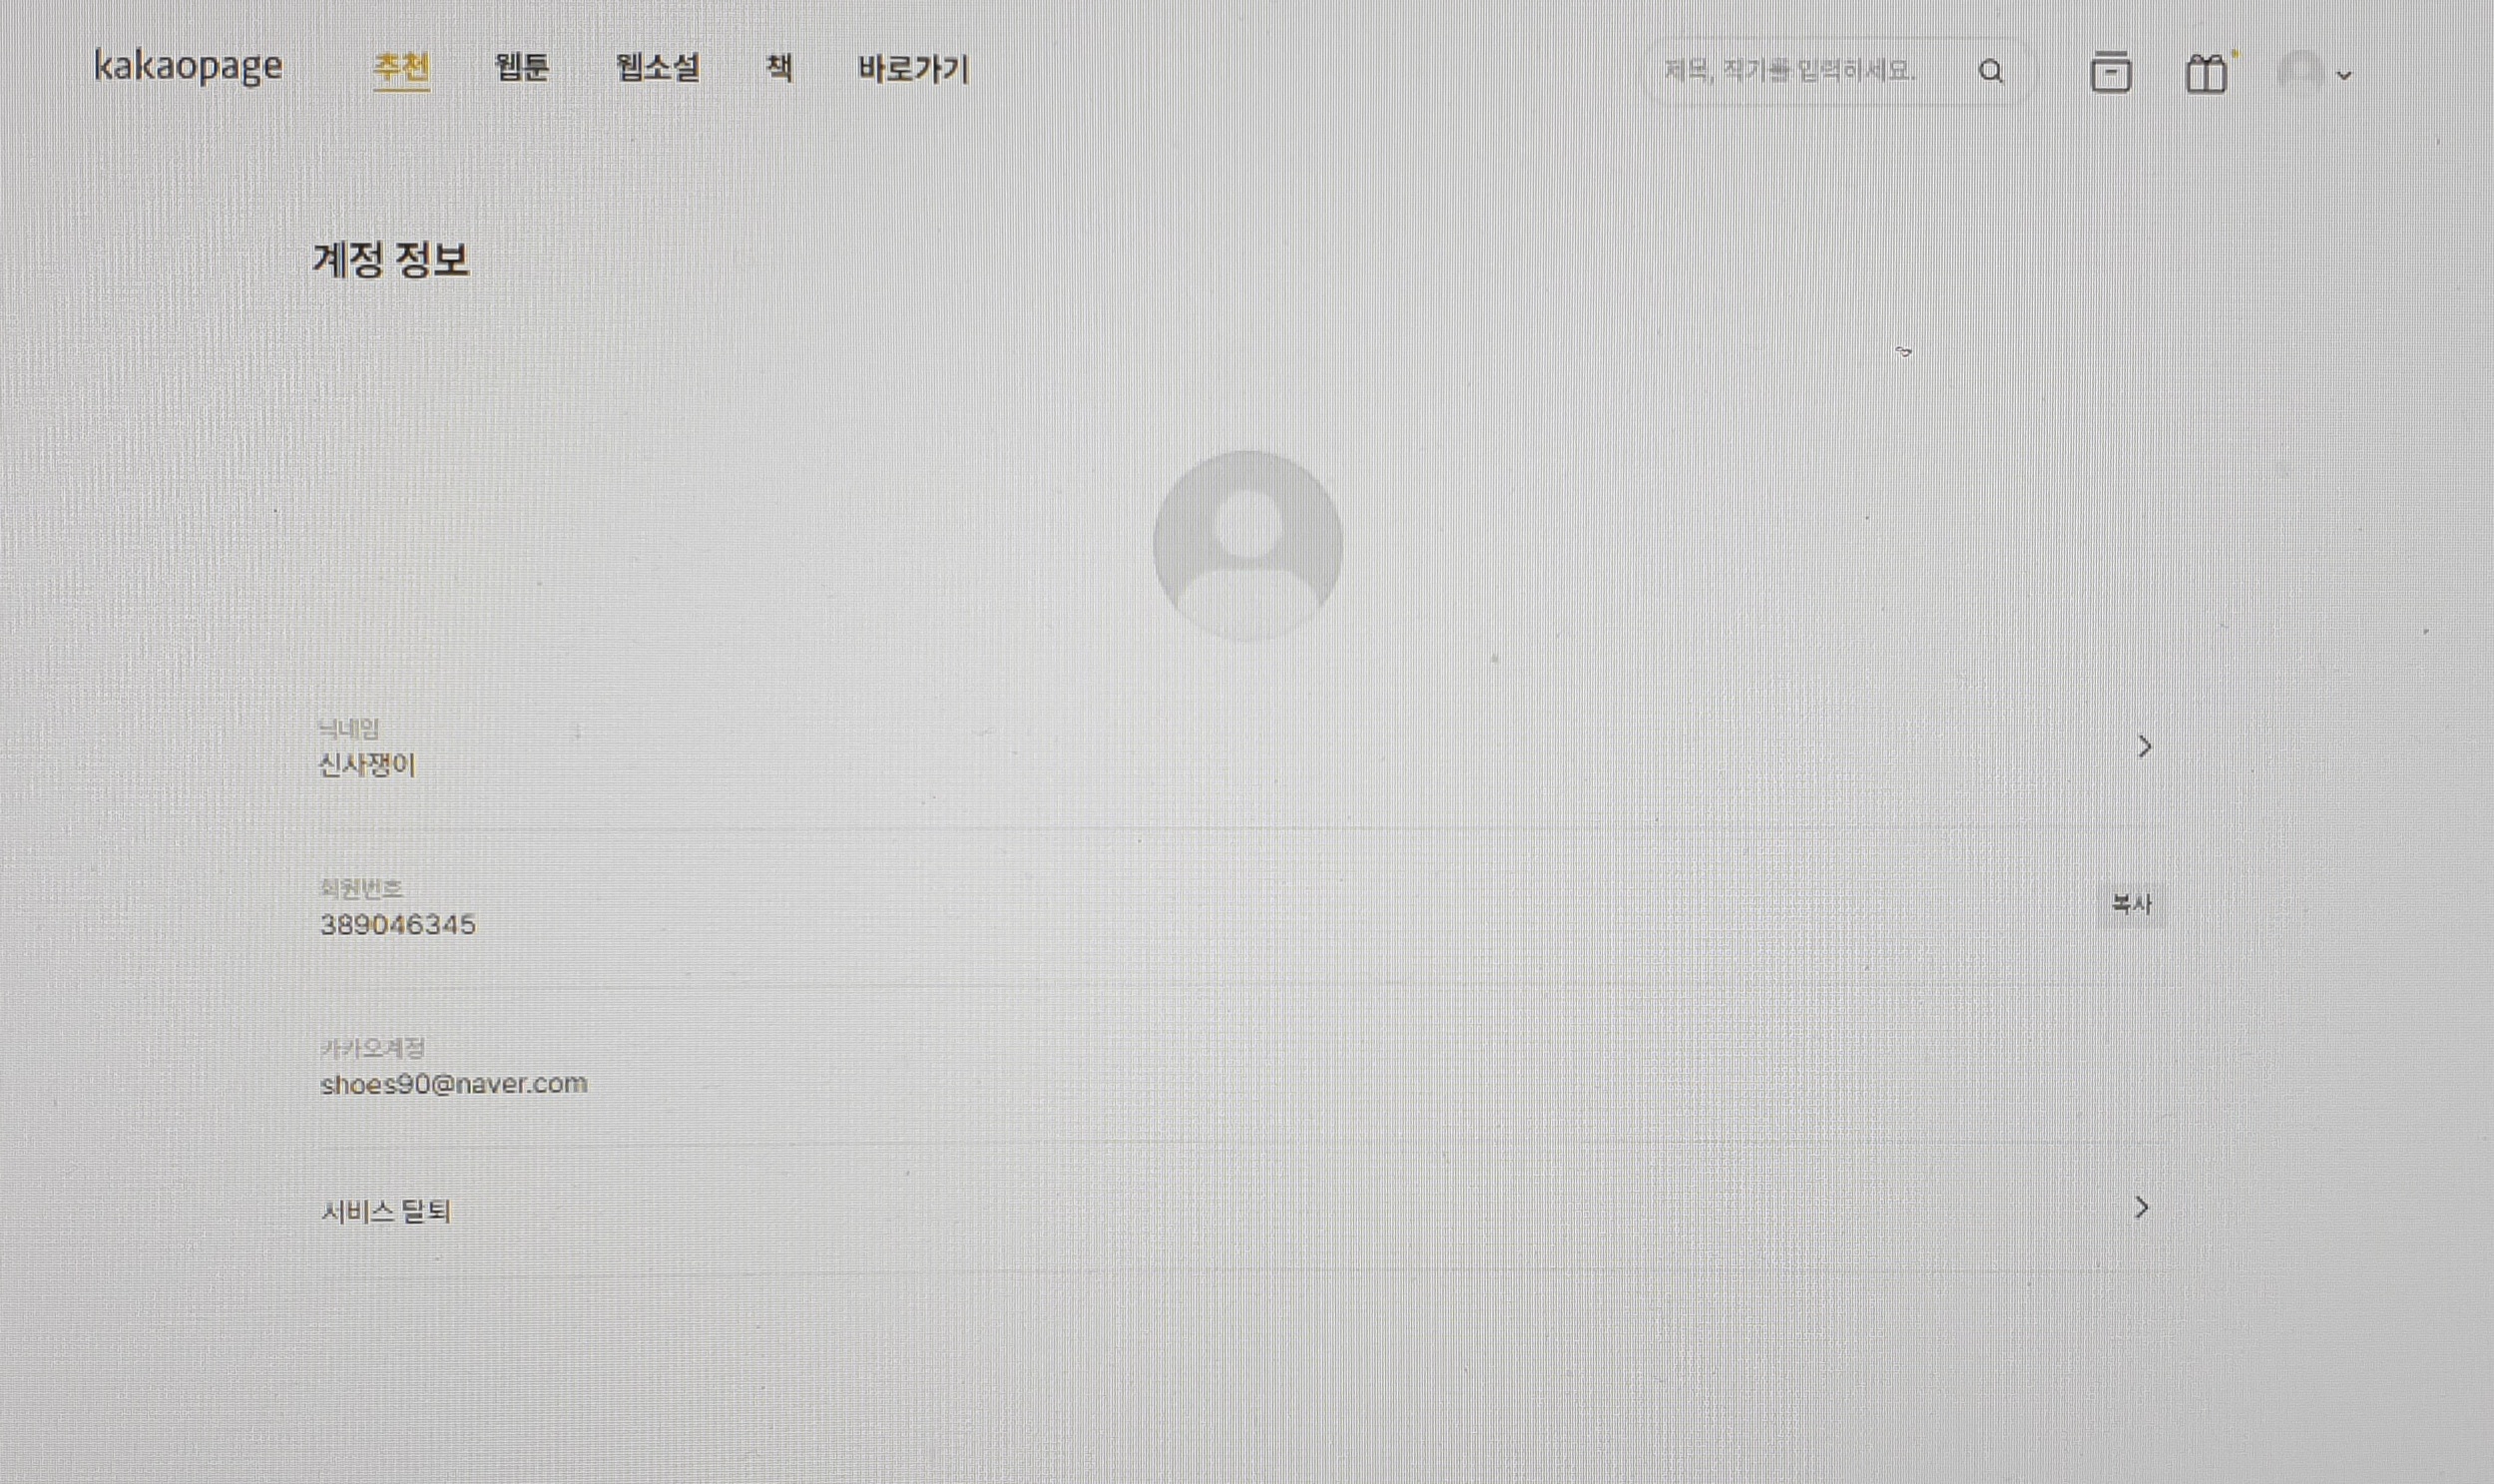 kakaopage 추천 웹툰 웹소설 책 바로가기 제목, 작가를 입력하세요.
계정 정보
닉네임
신사쟁이
회원번호
389046345 복사
카카오계정
shoes90@naver.com
서비스 탈퇴